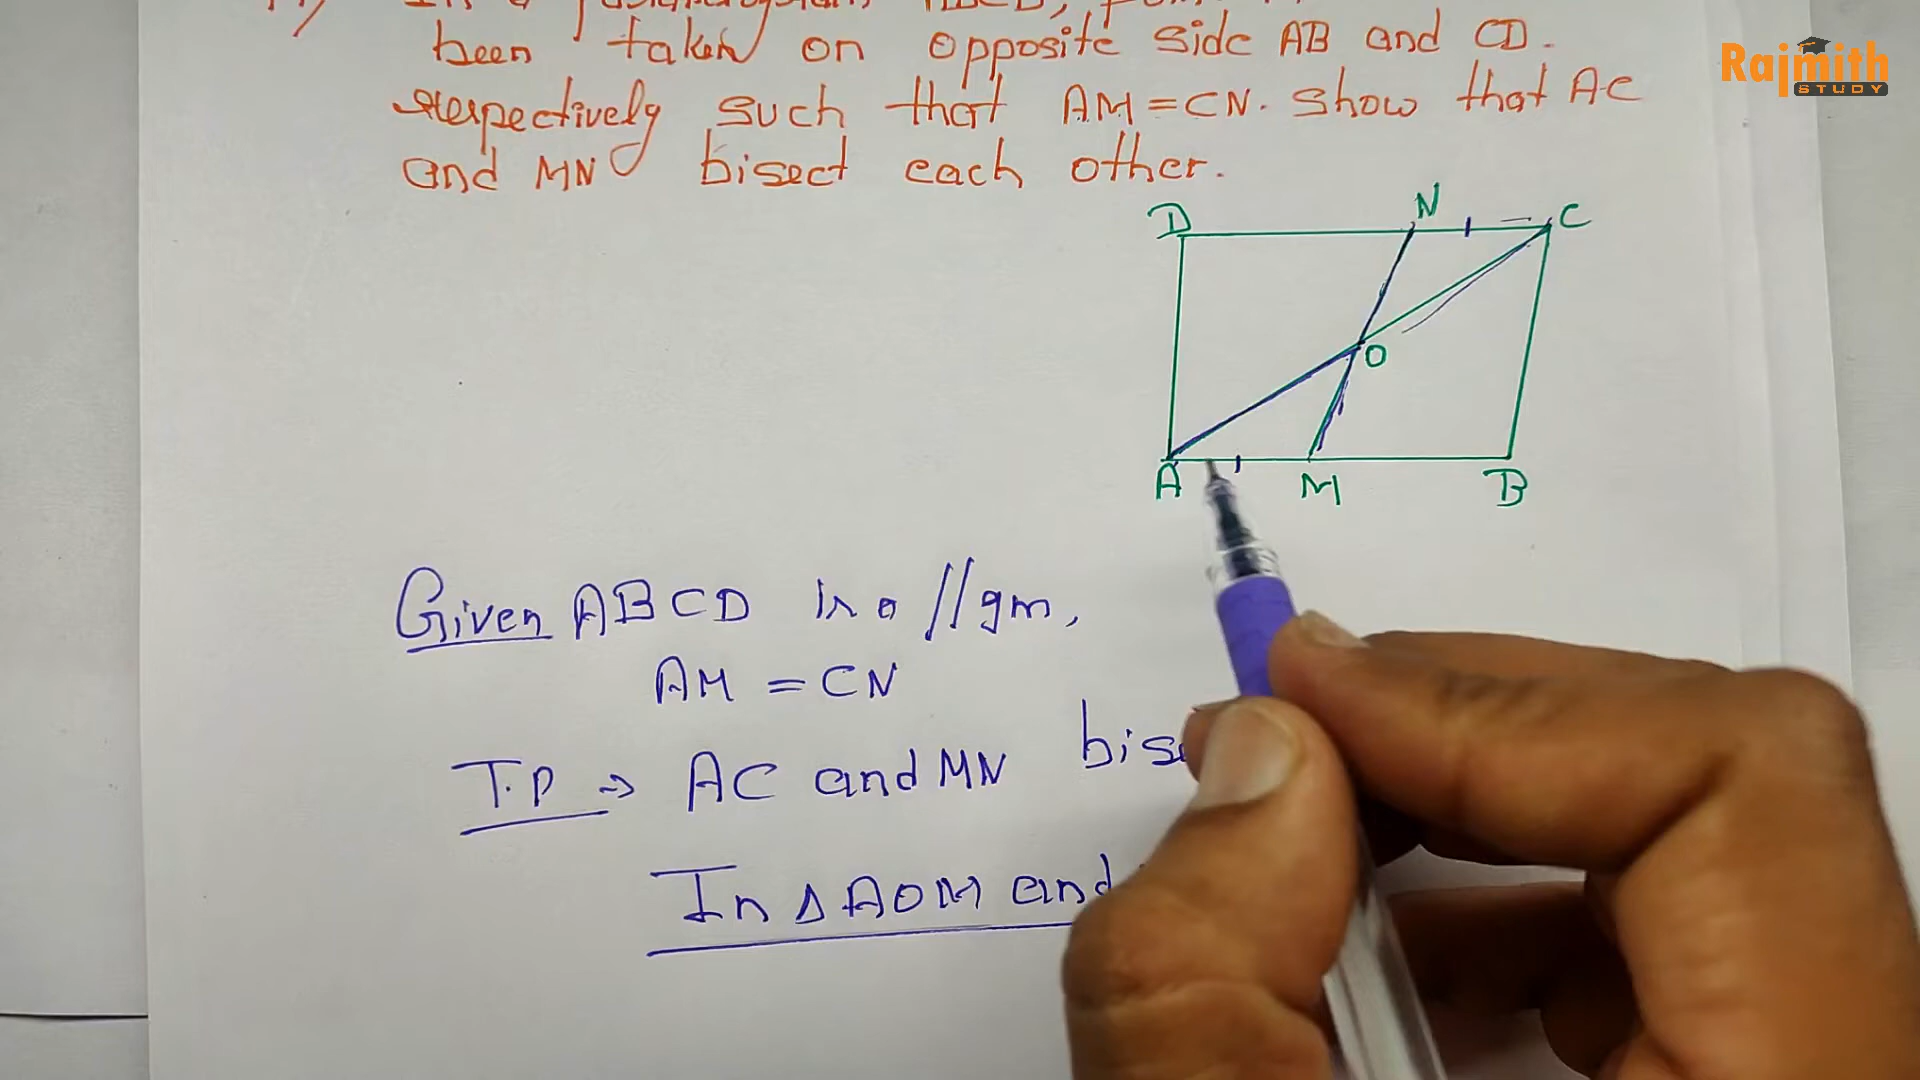 been taken on opposite side AB and CD.
respectively such that AM = CN. Show that AC
and MN bisect each other.
Rajmith
STUDY
D N C
O
A M B
Given ABCD is a //gm,
AM = CN
T.P → AC and MN
In △ AOM and